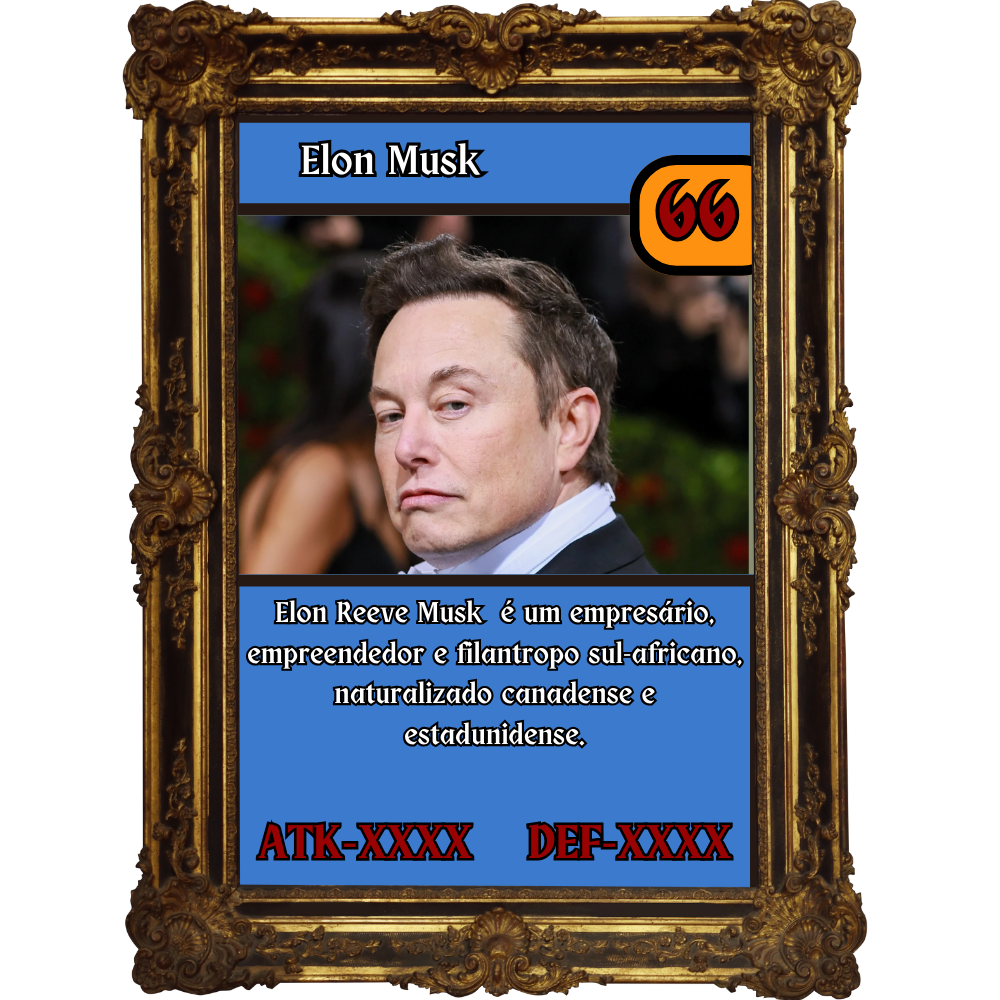 Elon Musk
66
Elon Reeve Musk é um empresário,
empreendedor e filantropo sul-africano,
naturalizado canadense e
estadunidense.
ATK-XXXX DEF-XXXX